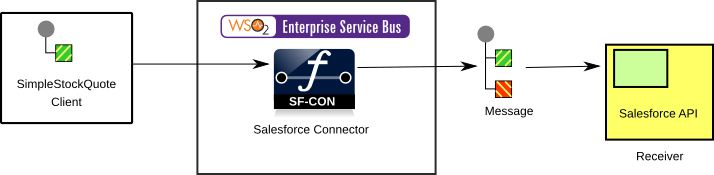 SimpleStockQuote
Client
WSO2 Enterprise Service Bus
f
SF-CON
Salesforce Connector
Message
Salesforce API
Receiver